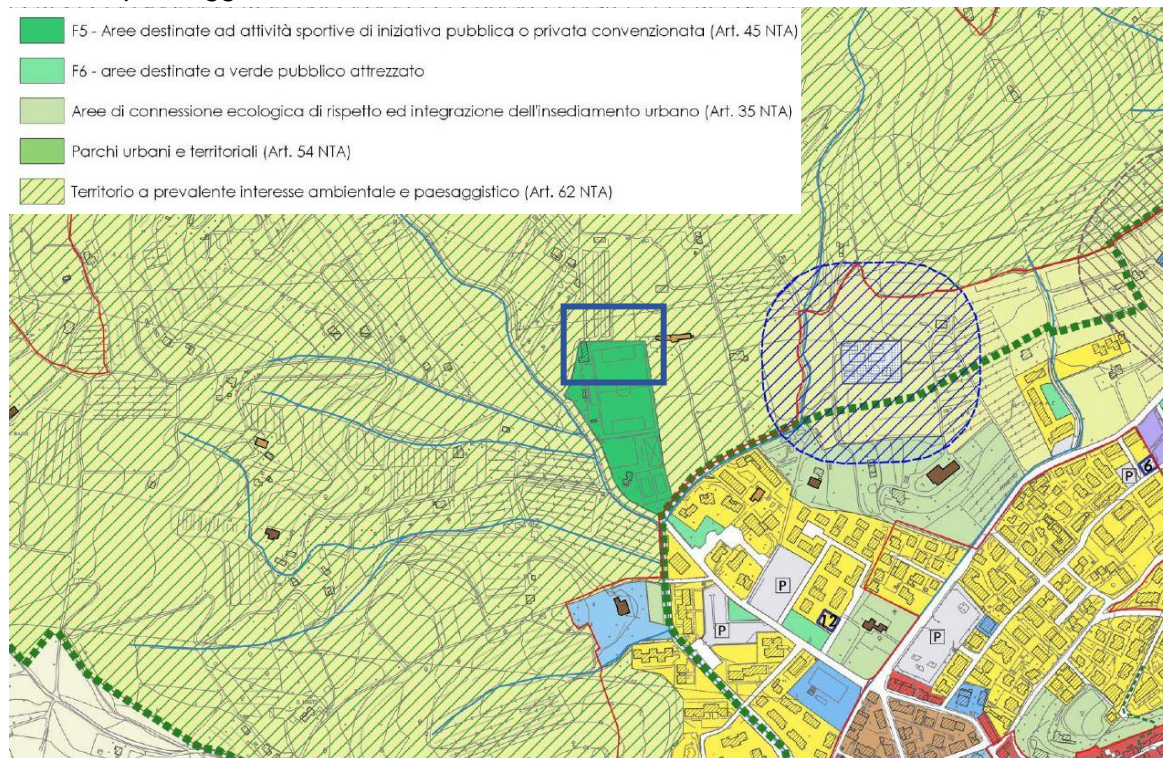 F5 - Aree destinate ad attività sportive di iniziativa pubblica o privata convenzionata (Art. 45 NTA)
F6 - aree destinate a verde pubblico attrezzato
Aree di connessione ecologica di rispetto ed integrazione dell'insediamento urbano (Art. 35 NTA)
Parchi urbani e territoriali (Art. 54 NTA)
Territorio a prevalente interesse ambientale e paesaggistico (Art. 62 NTA)
P
6
P
12
P
P